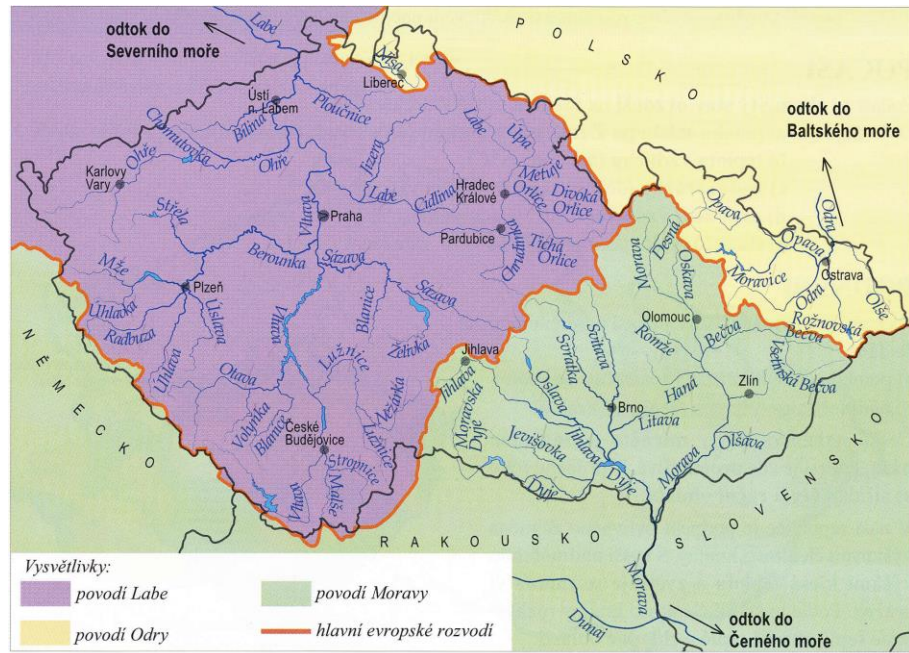 odtok do
Severního moře
Labe
P O L S K O
Nisa
Liberec
odtok do
Baltského moře
Ústí
n. Labem
Ploučnice
Bílina
Chomutovka
Ohře
Ohře
Jizera
Labe
Úpa
Metuje
Karlovy
Vary
Labe
Cidlina
Hradec
Králové
Orlice
Divoká
Orlice
Střela
Vltava
Praha
Pardubice
Tichá
Orlice
Opava
Odra
Opava
Ostrava
Moravice
Odra
Olše
Mže
Berounka
Sázava
Morava
Desná
Oskava
Plzeň
Úhlavka
Radbuza
Úslava
Vltava
Blanice
Sázava
Želivka
Olomouc
Rožnovská
Bečva
Bečva
Vsetínská Bečva
Romže
Úhlava
Otava
Lužnice
Nežárka
Jihlava
Jihlava
Svratka
Svitava
Haná
Zlín
Volyňka
Blanice
České
Budějovice
Lužnice
Moravská
Dyje
Oslava
Brno
Litava
Stropnice
Jevišovka
Jihlava
Morava
Olšava
Vltava
Malše
Dyje
Dyje
N Ě M E C K O
R A K O U S K O
S L O V E N S K O
Morava
Dunaj
odtok do
Černého moře
Vysvětlivky:
povodí Labe
povodí Moravy
povodí Odry
hlavní evropské rozvodí